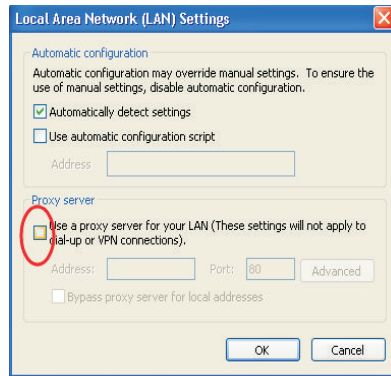 Local Area Network (LAN) Settings
Automatic configuration
Automatic configuration may override manual settings. To ensure the
use of manual settings, disable automatic configuration.
Automatically detect settings
Use automatic configuration script
Address
Proxy server
Use a proxy server for your LAN (These settings will not apply to
dial-up or VPN connections).
Address: Port: 80 Advanced
Bypass proxy server for local addresses
OK Cancel